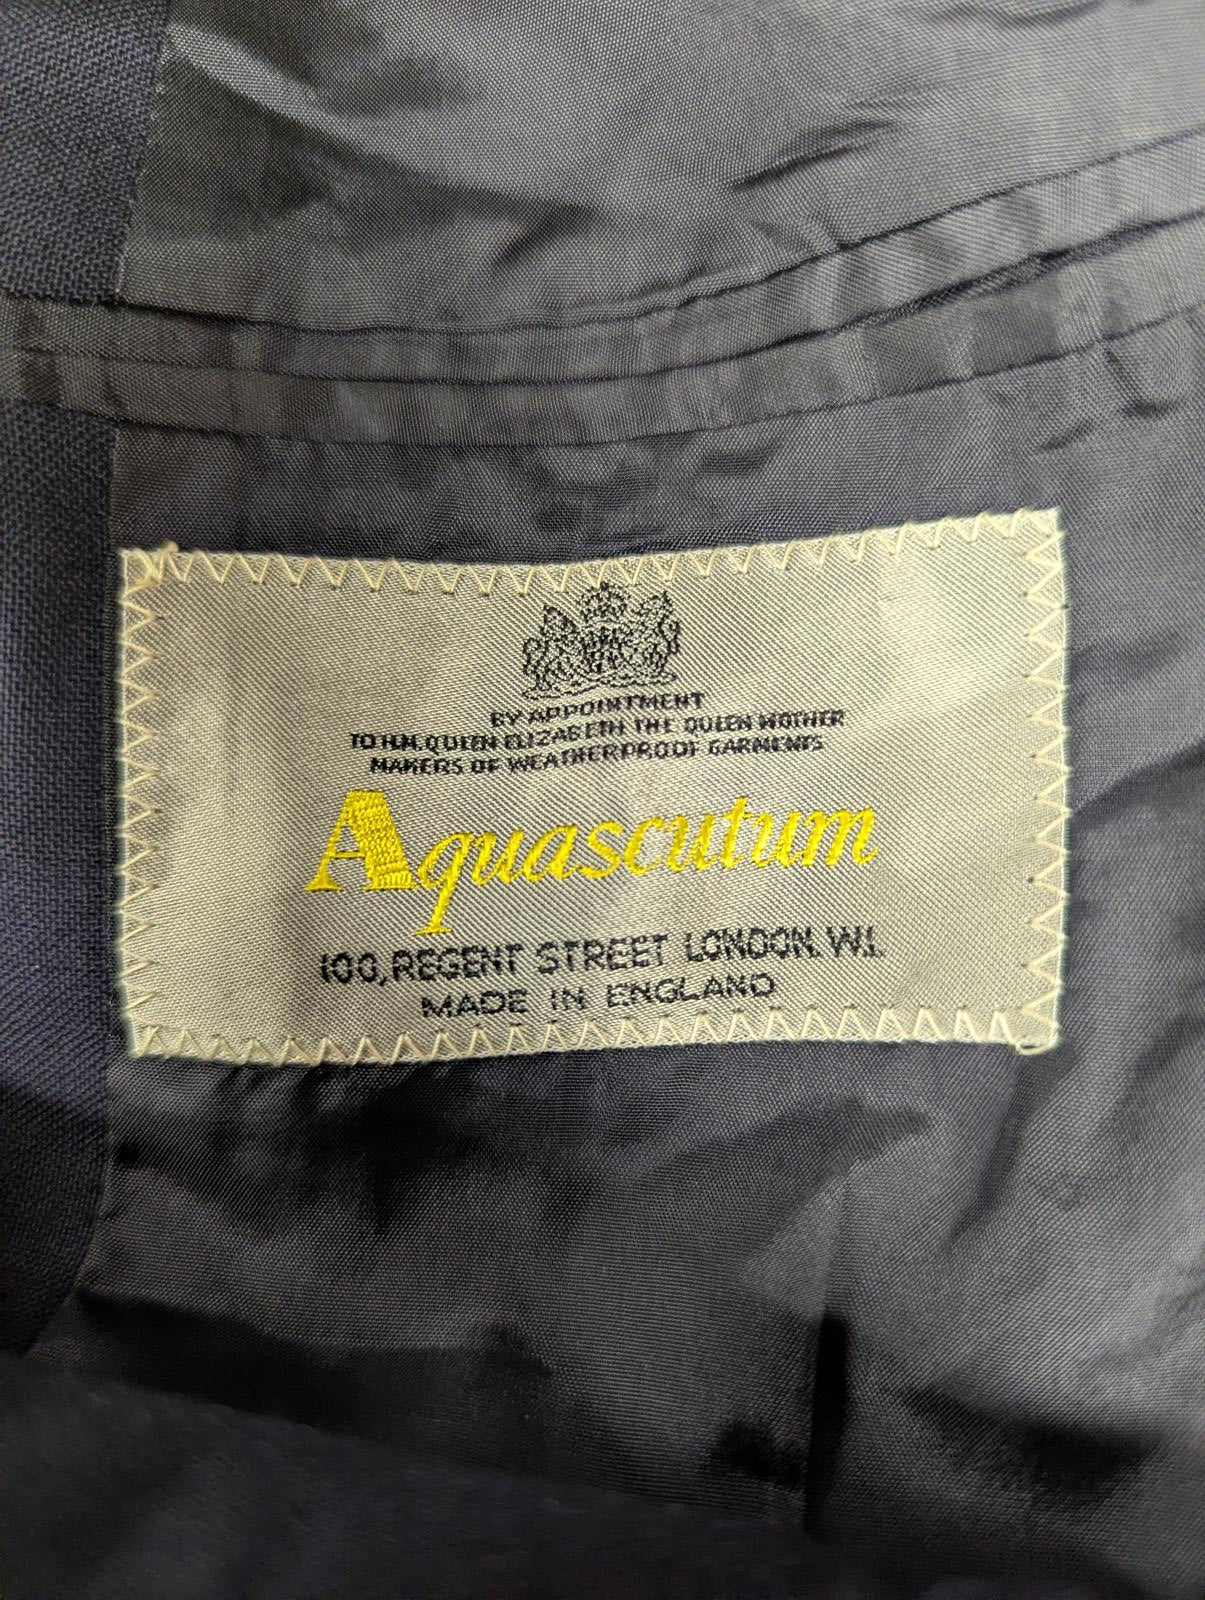 BY APPOINTMENT
TO H.M. QUEEN ELIZABETH THE QUEEN MOTHER
MAKERS OF WEATHERPROOF GARMENTS
Aquascutum
100, REGENT STREET LONDON. W.1.
MADE IN ENGLAND